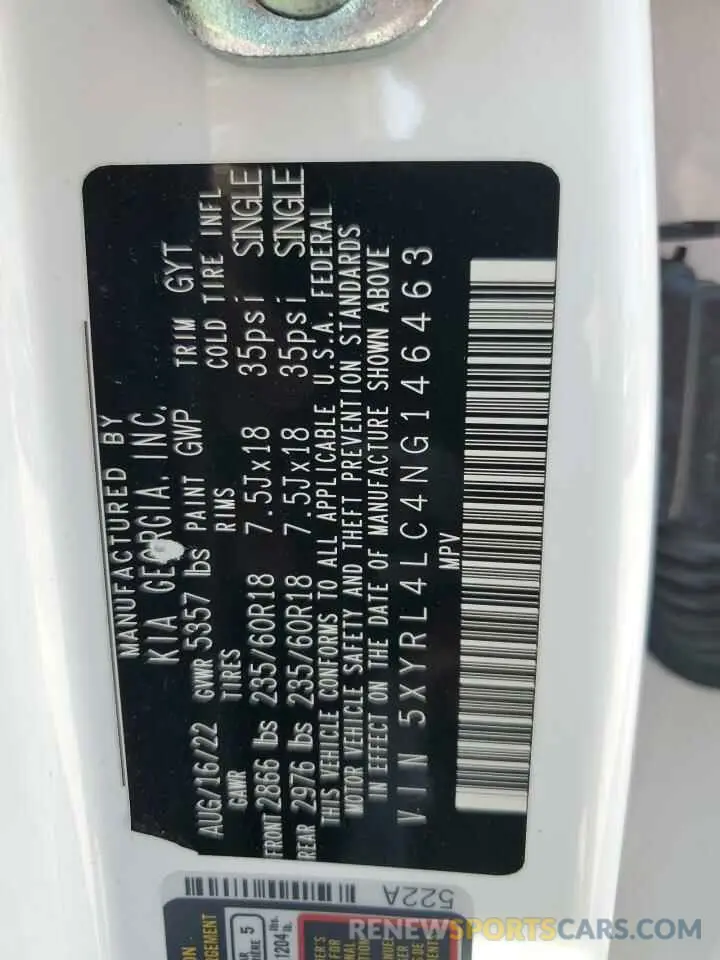 MANUFACTURED BY
KIA GEORGIA, INC.
AUG/16/22 GVWR 5357 lbs PAINT GWP TRIM GYT
GAWR TIRES RIMS COLD TIRE INFL
FRONT 2866 lbs 235/60R18 7.5Jx18 35psi SINGLE
REAR 2976 lbs 235/60R18 7.5Jx18 35psi SINGLE
THIS VEHICLE CONFORMS TO ALL APPLICABLE U.S.A. FEDERAL
MOTOR VEHICLE SAFETY AND THEFT PREVENTION STANDARDS
IN EFFECT ON THE DATE OF MANUFACTURE SHOWN ABOVE
VIN 5XYRL4LC4NG146463
MPV
522A
5
1204 lb.
RENEWSPORTSCARS.COM